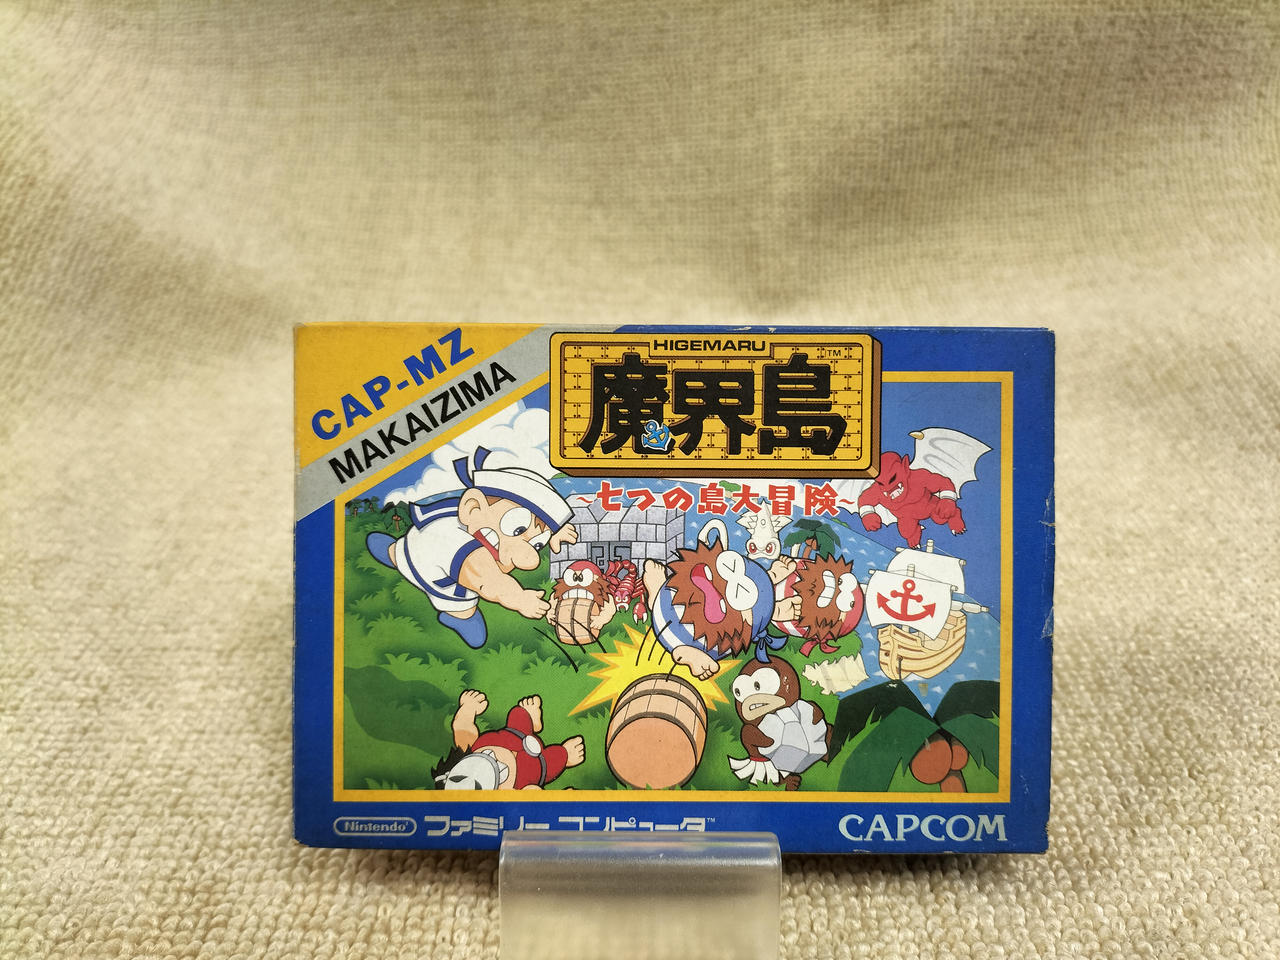 CAP-MZ
MAKAIZIMA
HIGEMARU
魔界島
TM
~七つの島大冒険~
Nintendo
ファミリーコンピュータ
TM
CAPCOM